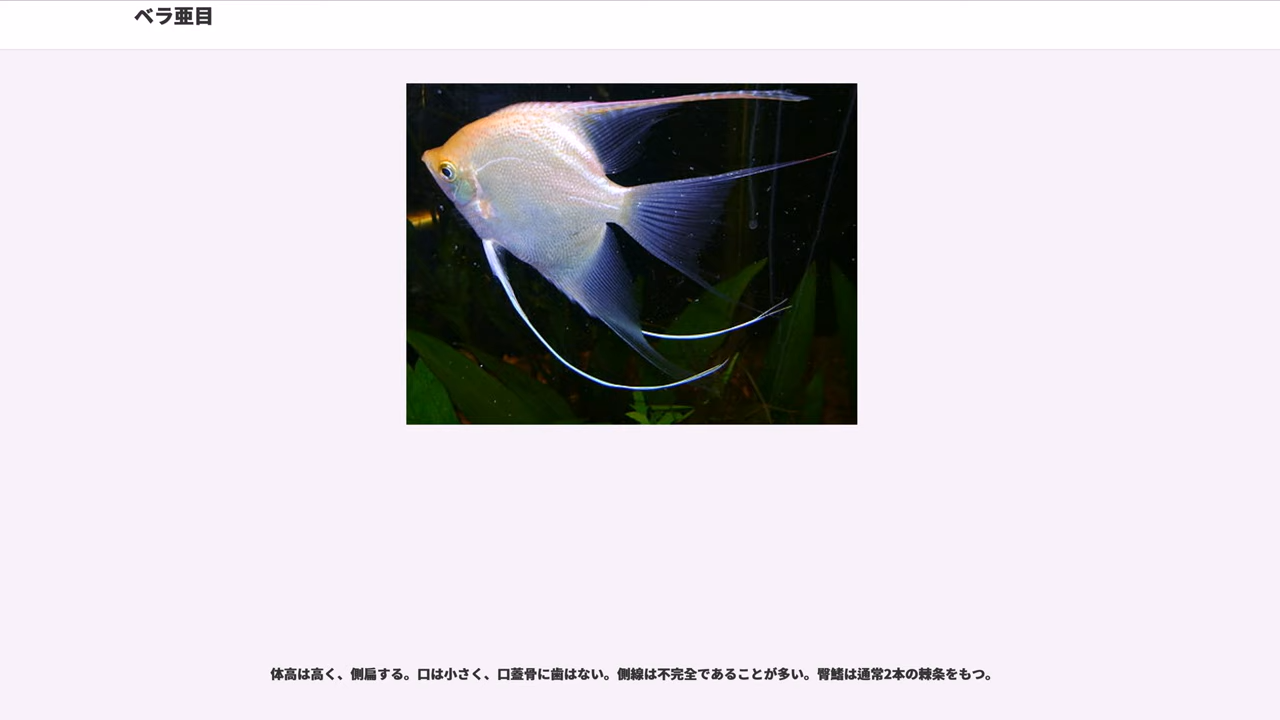 ベラ亜目
体高は高く、側扁する。口は小さく、口蓋骨に歯はない。側線は不完全であることが多い。臀鰭は通常2本の棘条をもつ。